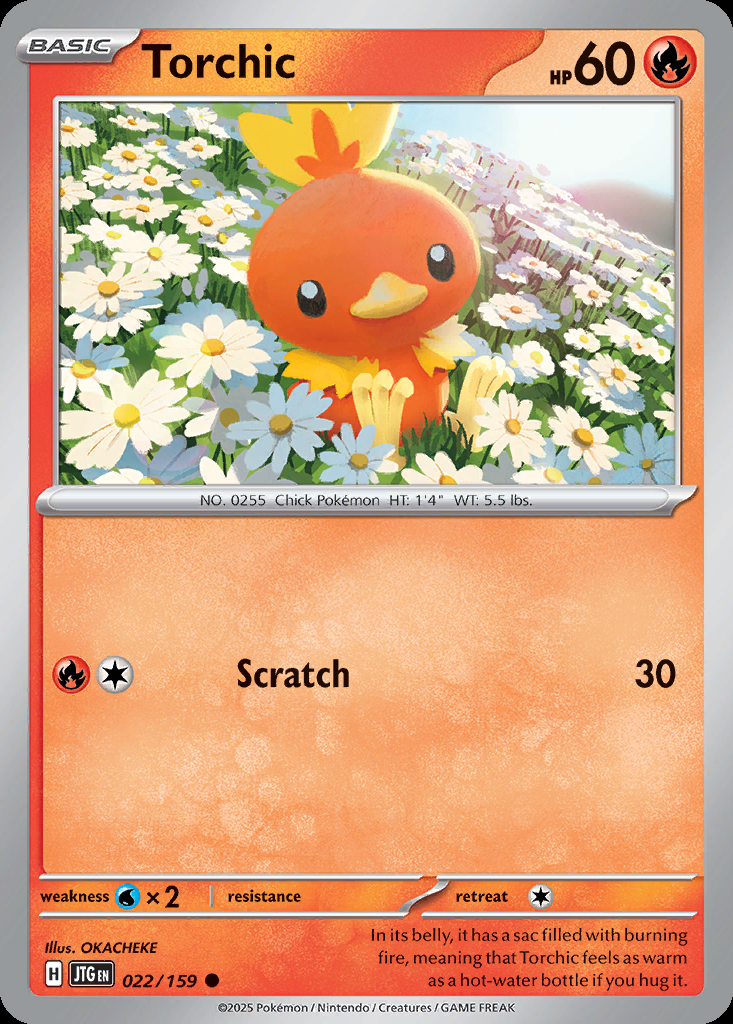 BASIC
Torchic
HP 60
NO. 0255 Chick Pokémon HT: 1'4" WT: 5.5 lbs.
Scratch 30
weakness ×2 resistance retreat
Illus. OKACHEKE
H JTG EN 022/159
In its belly, it has a sac filled with burning
fire, meaning that Torchic feels as warm
as a hot-water bottle if you hug it.
©2025 Pokémon / Nintendo / Creatures / GAME FREAK